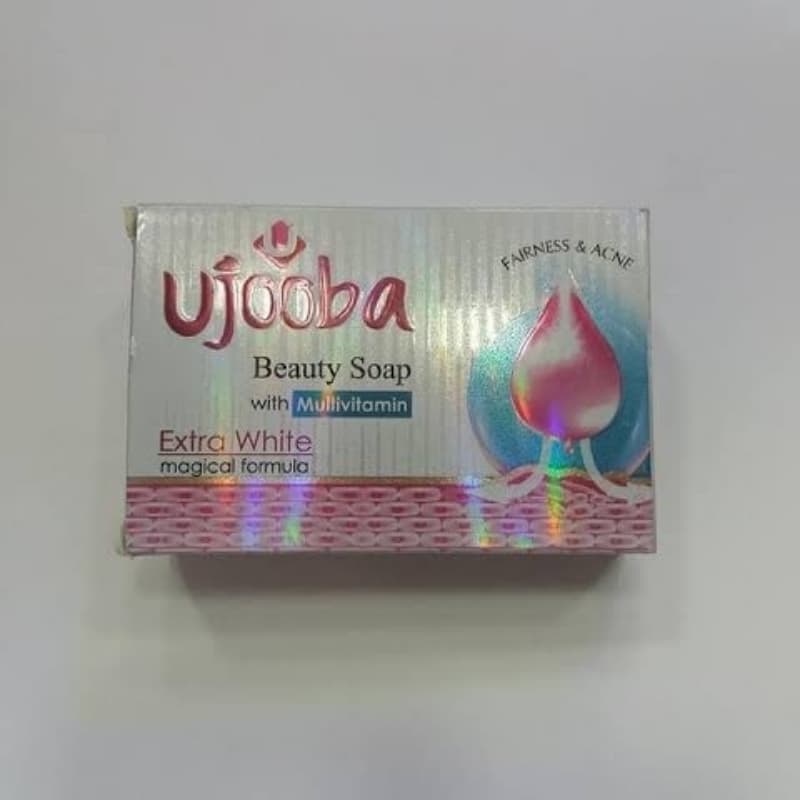 ujooba
FAIRNESS & ACNE
Beauty Soap
with Multivitamin
Extra White
magical formula